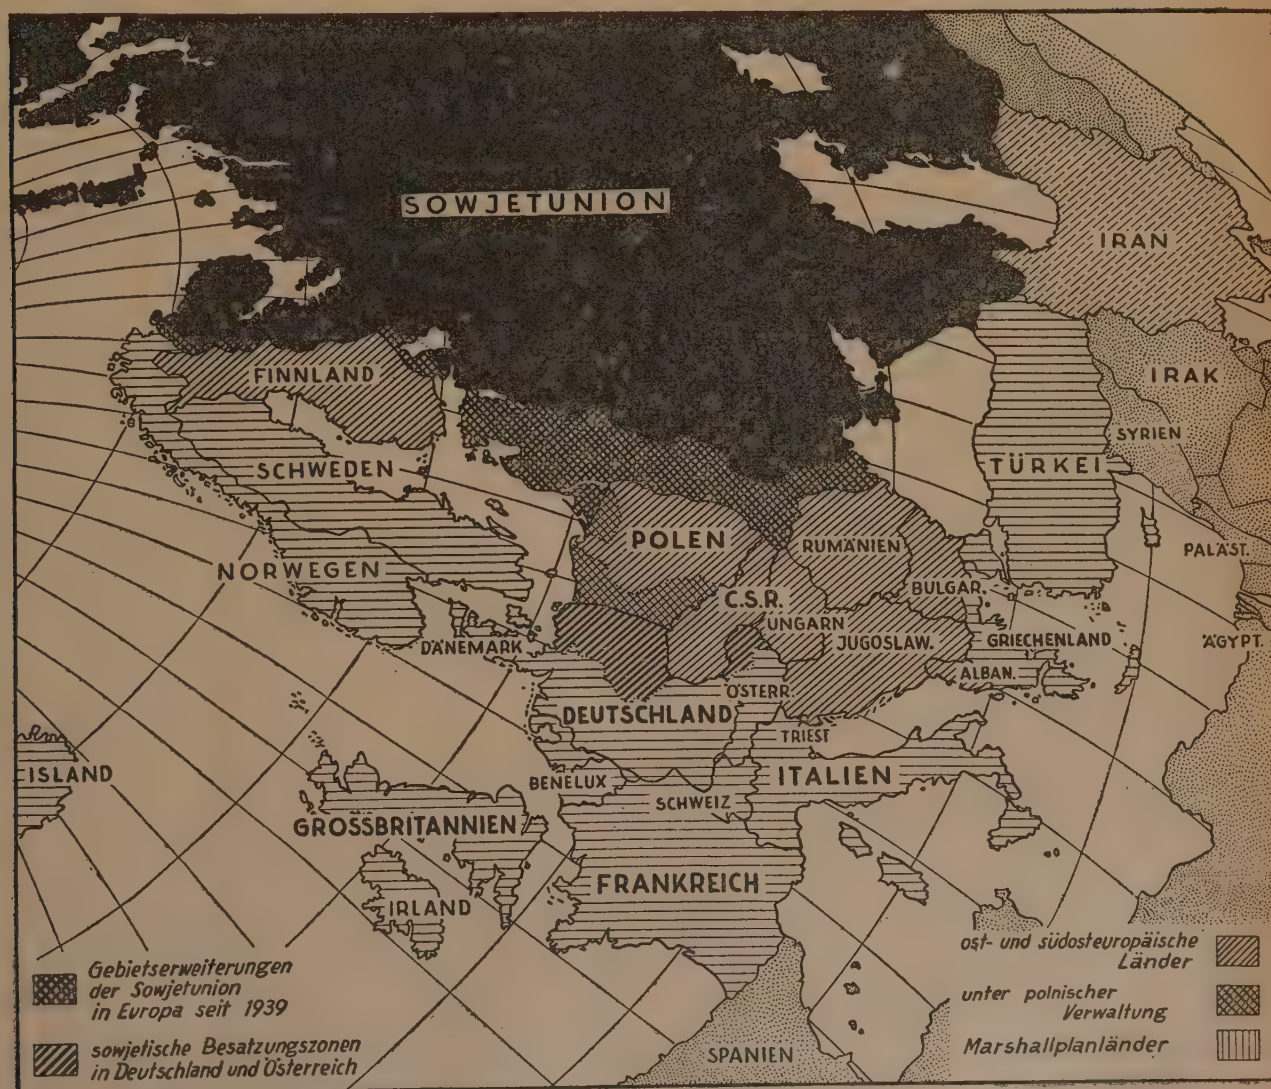 SOWJETUNION
IRAN
FINNLAND
IRAK
SYRIEN
SCHWEDEN
TÜRKEI
POLEN
RUMÄNIEN
PALÄST.
NORWEGEN
BULGAR.
C.S.R.
UNGARN
JUGOSLAW.
GRIECHENLAND
ÄGYPT.
DÄNEMARK
ALBAN.
ÖSTERR.
DEUTSCHLAND
TRIEST
ISLAND
BENELUX
ITALIEN
SCHWEIZ
GROSSBRITANNIEN
FRANKREICH
IRLAND
SPANIEN
Gebietserweiterungen
der Sowjetunion
in Europa seit 1939
sowjetische Besatzungszonen
in Deutschland und Österreich
ost- und südosteuropäische
Länder
unter polnischer
Verwaltung
Marshallplanländer